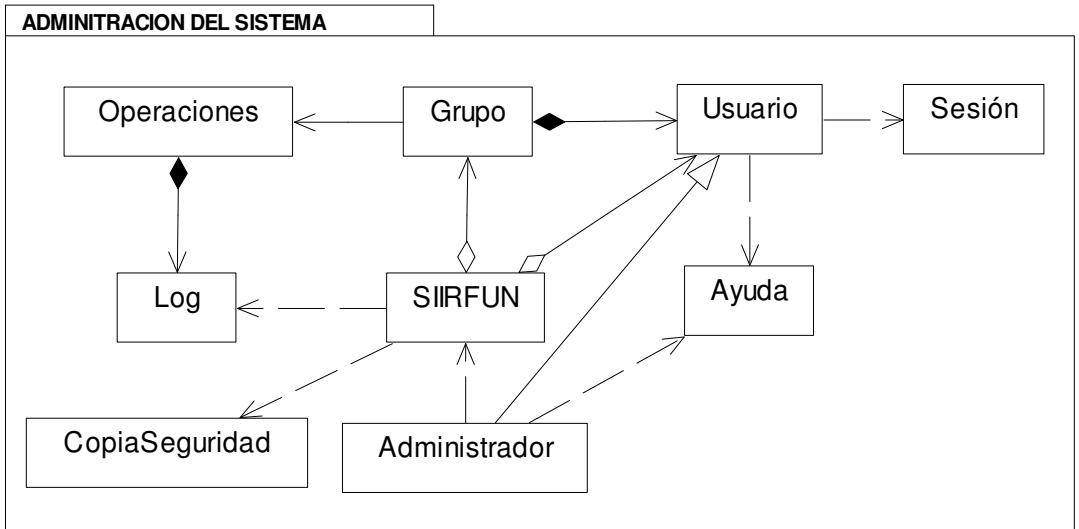 ADMINITRACION DEL SISTEMA
Operaciones
Grupo
Usuario
Sesión
Log
SIIRFUN
Ayuda
CopiaSeguridad
Administrador